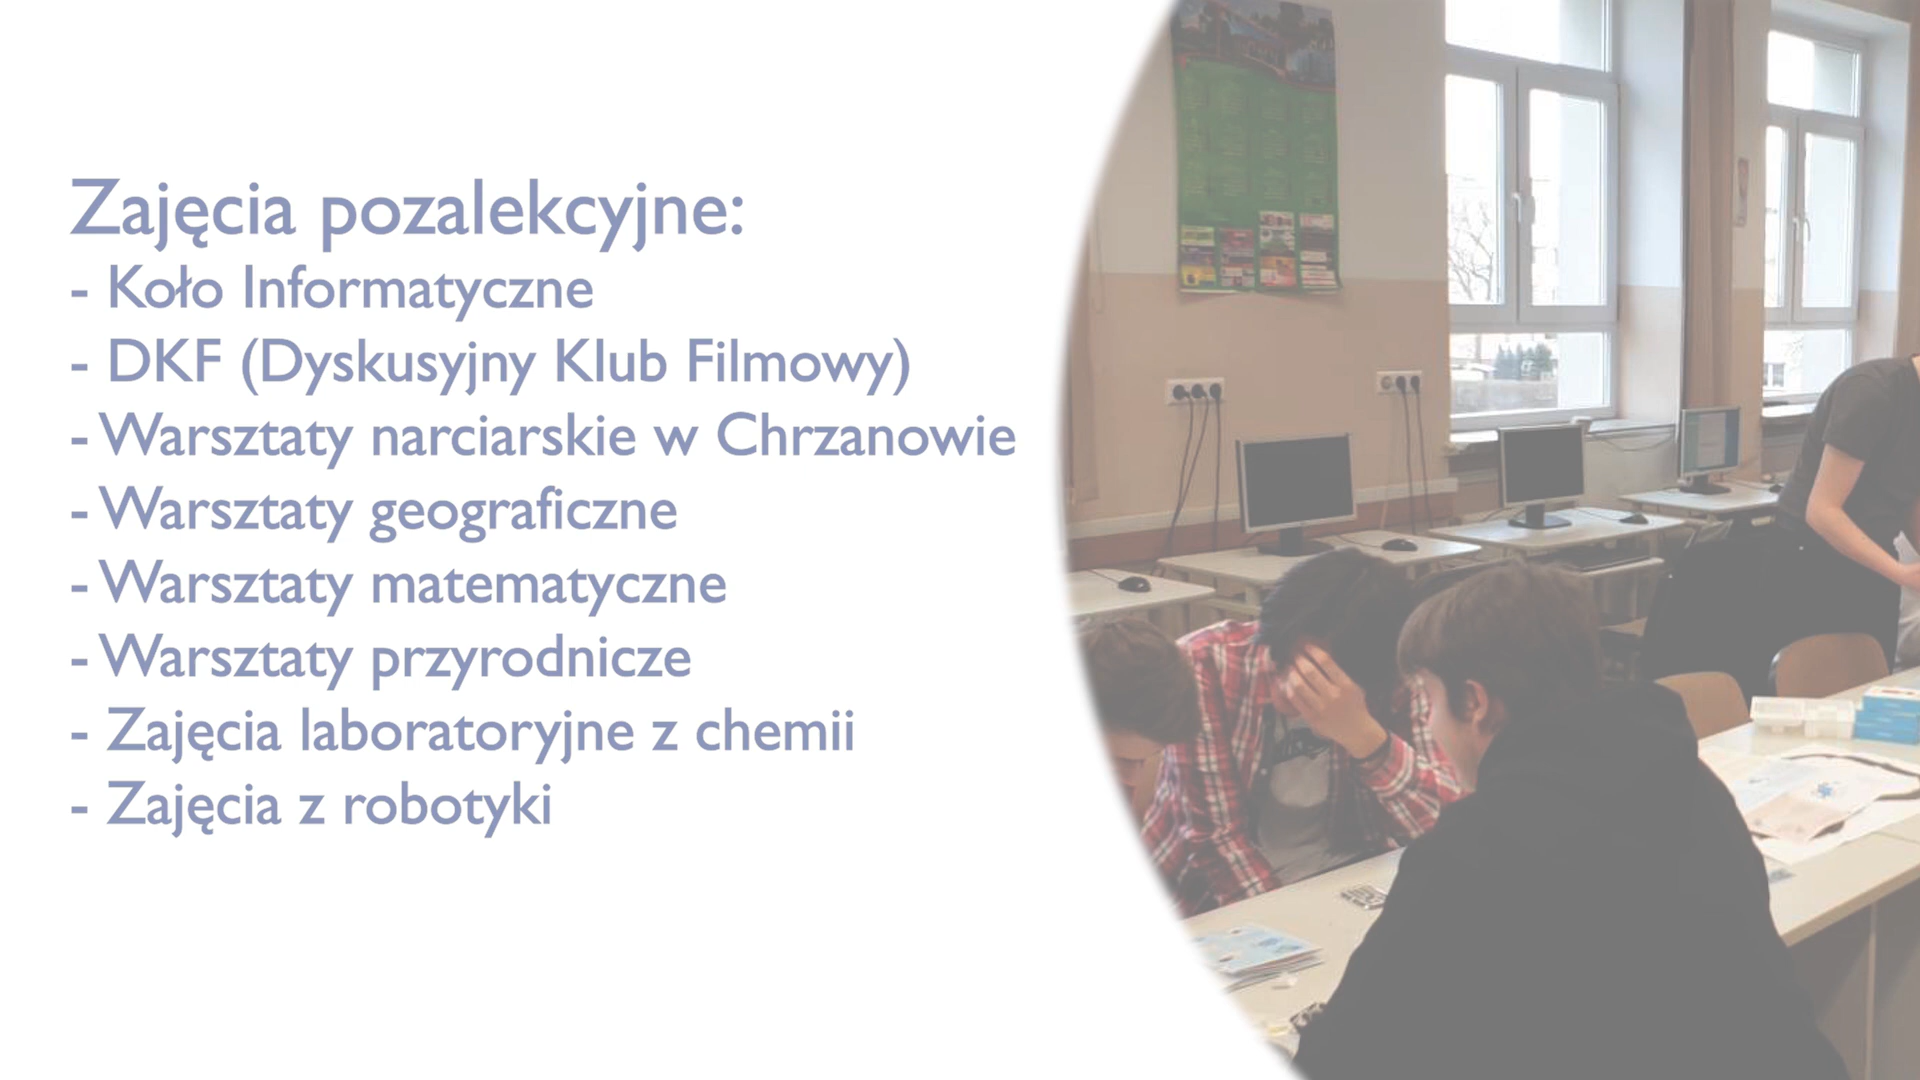 Zajęcia pozalekcyjne:
- Koło Informatyczne
- DKF (Dyskusyjny Klub Filmowy)
- Warsztaty narciarskie w Chrzanowie
- Warsztaty geograficzne
- Warsztaty matematyczne
- Warsztaty przyrodnicze
- Zajęcia laboratoryjne z chemii
- Zajęcia z robotyki